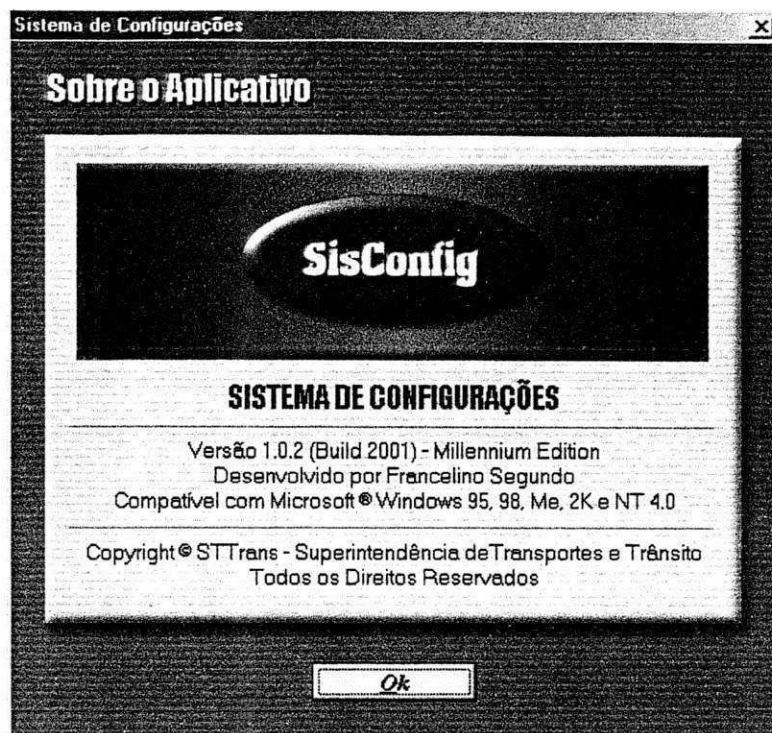 Sistema de Configurações
Sobre o Aplicativo
SisConfig
SISTEMA DE CONFIGURAÇÕES
Versão 1.0.2 (Build 2001) - Millennium Edition
Desenvolvido por Francelino Segundo
Compatível com Microsoft ® Windows 95, 98, Me, 2K e NT 4.0
Copyright © STTrans - Superintendência de Transportes e Trânsito
Todos os Direitos Reservados
Ok